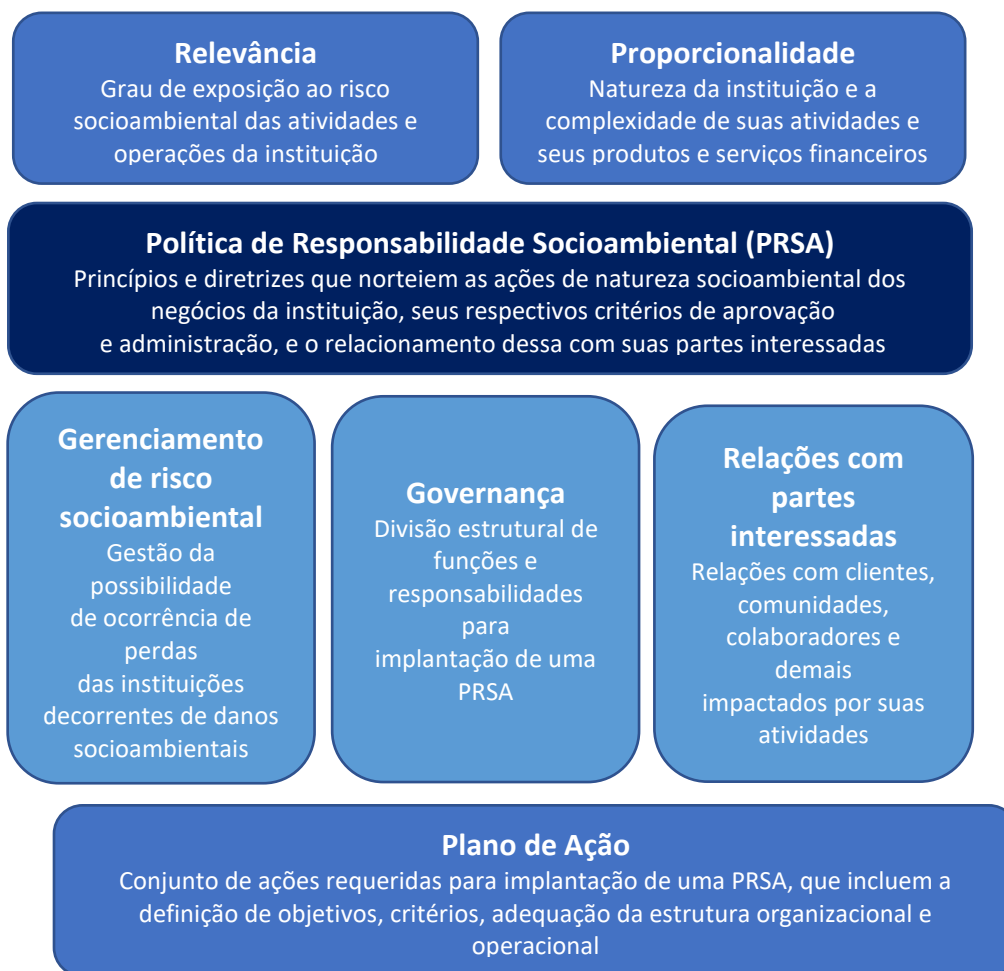 Relevância
Grau de exposição ao risco
socioambiental das atividades e
operações da instituição
Proporcionalidade
Natureza da instituição e a
complexidade de suas atividades e
seus produtos e serviços financeiros
Política de Responsabilidade Socioambiental (PRSA)
Princípios e diretrizes que norteiem as ações de natureza socioambiental dos
negócios da instituição, seus respectivos critérios de aprovação
e administração, e o relacionamento dessa com suas partes interessadas
Gerenciamento
de risco
socioambiental
Gestão da
possibilidade
de ocorrência de
perdas
das instituições
decorrentes de danos
socioambientais
Governança
Divisão estrutural de
funções e
responsabilidades
para
implantação de uma
PRSA
Relações com
partes
interessadas
Relações com clientes,
comunidades,
colaboradores e
demais
impactados por suas
atividades
Plano de Ação
Conjunto de ações requeridas para implantação de uma PRSA, que incluem a
definição de objetivos, critérios, adequação da estrutura organizacional e
operacional